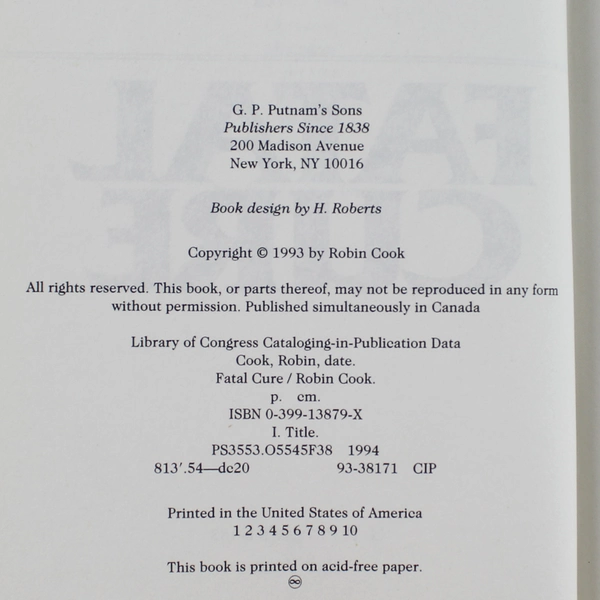 G. P. Putnam's Sons
Publishers Since 1838
200 Madison Avenue
New York, NY 10016
Book design by H. Roberts
Copyright © 1993 by Robin Cook
All rights reserved. This book, or parts thereof, may not be reproduced in any form
without permission. Published simultaneously in Canada
Library of Congress Cataloging-in-Publication Data
Cook, Robin, date.
Fatal Cure / Robin Cook.
p. cm.
ISBN 0-399-13879-X
I. Title.
PS3553.O5545F38 1994
813'.54—dc20 93-38171 CIP
Printed in the United States of America
1 2 3 4 5 6 7 8 9 10
This book is printed on acid-free paper.
♾
FATAL
CURE